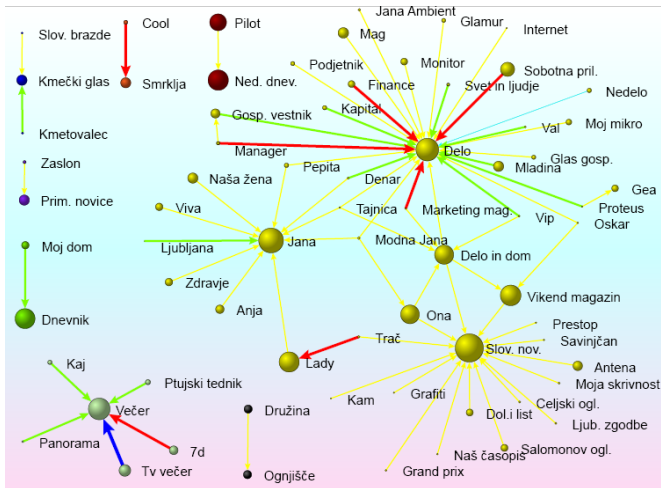 Jana Ambient
Cool
Pilot
Glamur
Internet
Slov. brazde
Mag
Podjetnik
Monitor
Sobotna pril.
Kmečki glas
Smrklja
Ned. dnev.
Finance
Svet in ljudje
Nedelo
Gosp. vestnik
Kapital
Val
Moj mikro
Kmetovalec
Manager
Delo
Glas gosp.
Zaslon
Pepita
Mladina
Naša žena
Denar
Gea
Prim. novice
Viva
Tajnica
Marketing mag.
Vip
Proteus
Oskar
Moj dom
Ljubljana
Jana
Modna Jana
Delo in dom
Zdravje
Vikend magazin
Anja
Dnevnik
Ona
Prestop
Trač
Slov. nov.
Savinjčan
Kaj
Lady
Antena
Ptujski tednik
Moja skrivnost
Večer
Družina
Kam
Grafiti
Celjski ogl.
Dol.i list
Ljub. zgodbe
Panorama
7d
Naš časopis
Salomonov ogl.
Tv večer
Ognjišče
Grand prix